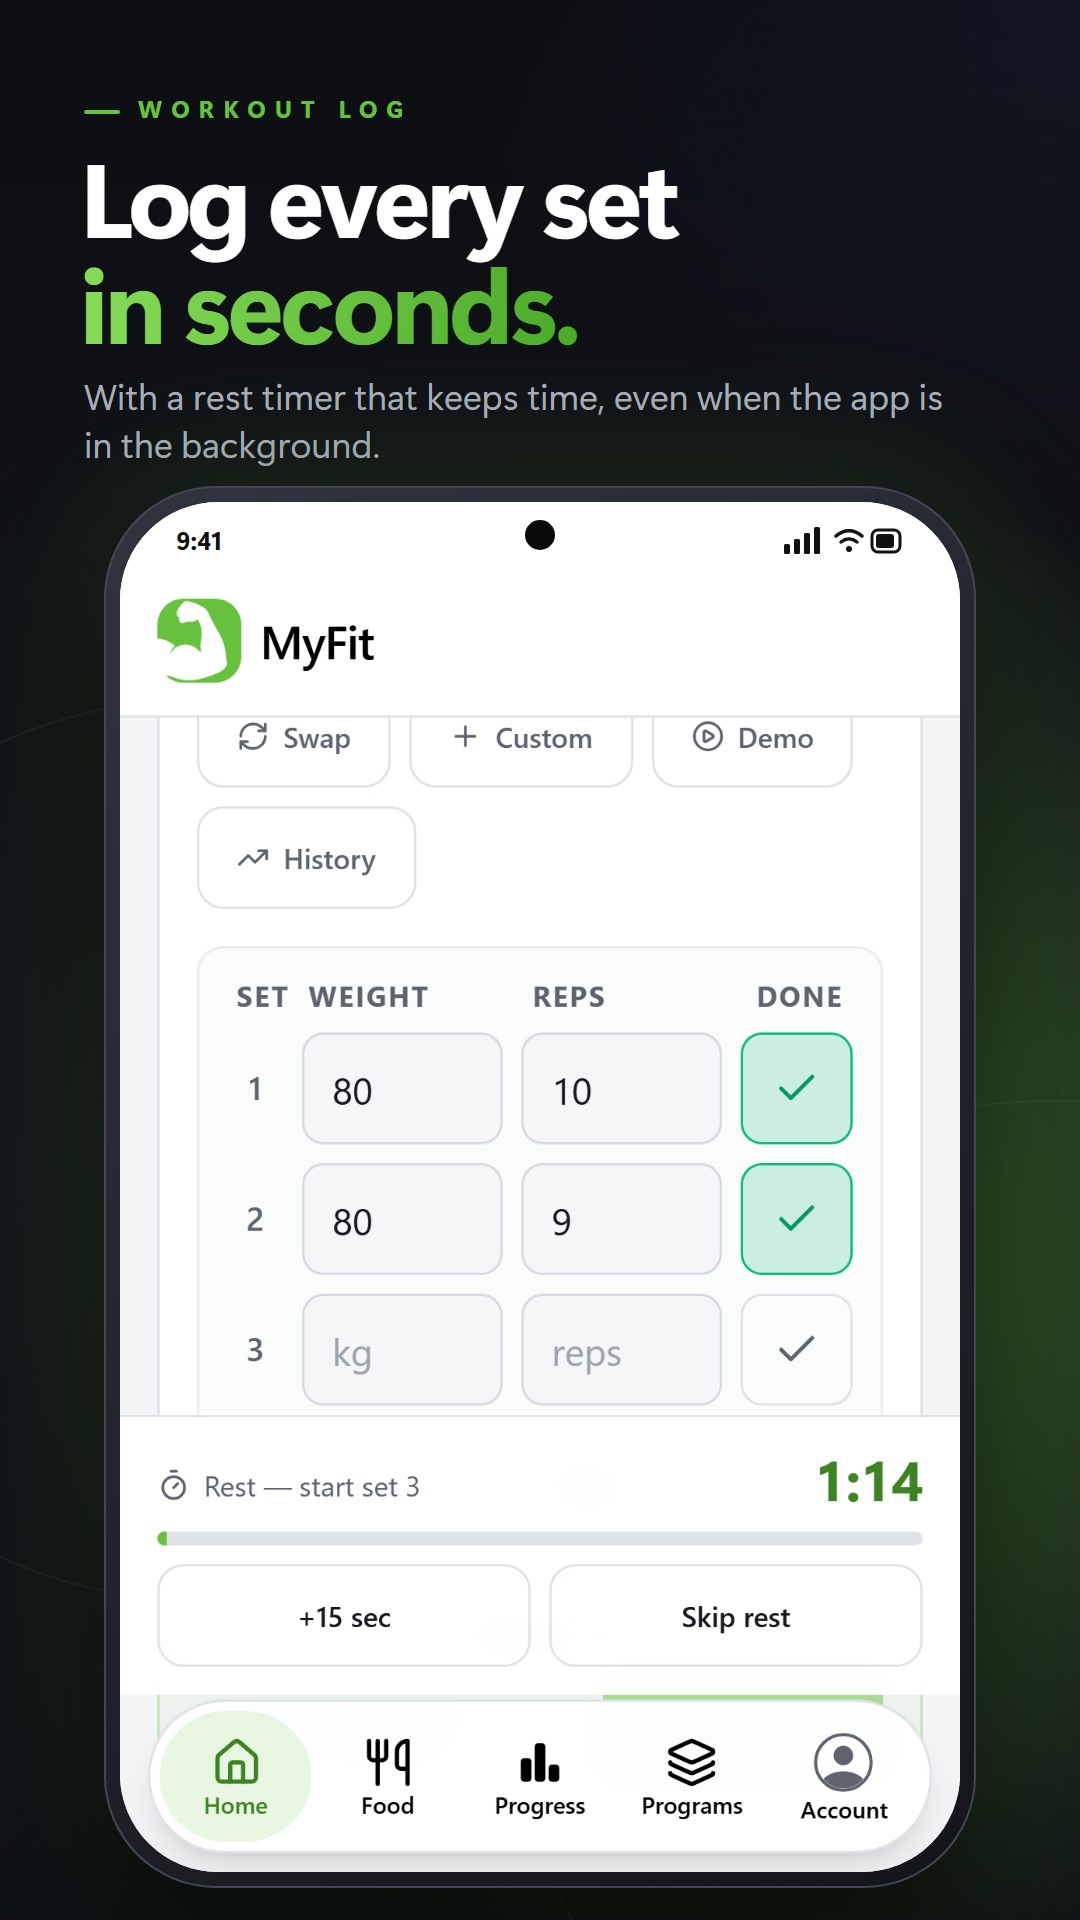 WORKOUT LOG
Log every set
in seconds.
With a rest timer that keeps time, even when the app is
in the background.
9:41
MyFit
Swap
Custom
Demo
History
SET WEIGHT REPS DONE
1 80 10
2 80 9
3 kg reps
Rest — start set 3 1:14
+15 sec
Skip rest
Home
Food
Progress
Programs
Account